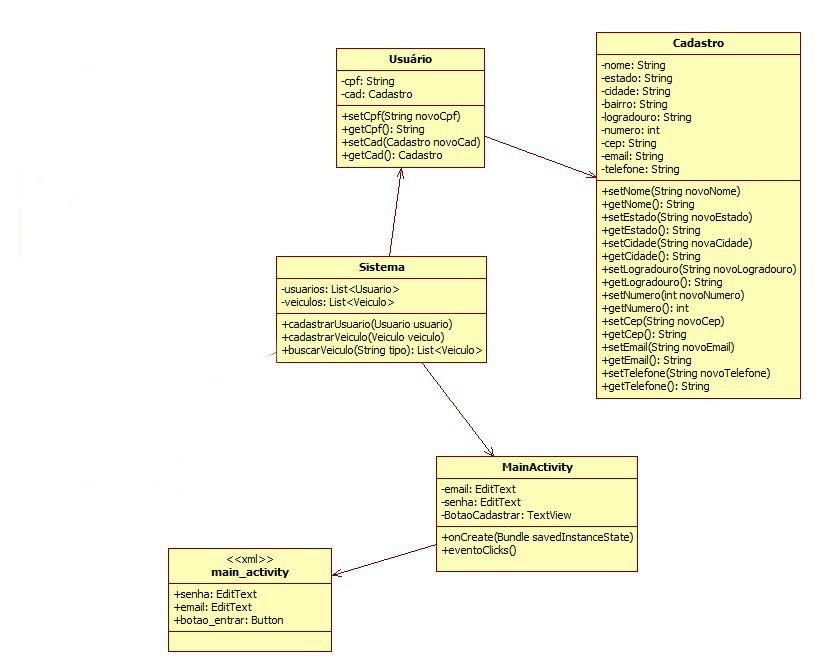 Usuário
-cpf: String
-cad: Cadastro
+setCpf(String novoCpf)
+getCpf(): String
+setCad(Cadastro novoCad)
+getCad(): Cadastro
Cadastro
-nome: String
-estado: String
-cidade: String
-bairro: String
-logradouro: String
-numero: int
-cep: String
-email: String
-telefone: String
+setNome(String novoNome)
+getNome(): String
+setEstado(String novoEstado)
+getEstado(): String
+setCidade(String novaCidade)
+getCidade(): String
+setLogradouro(String novoLogradouro)
+getLogradouro(): String
+setNumero(int novoNumero)
+getNumero(): int
+setCep(String novoCep)
+getCep(): String
+setEmail(String novoEmail)
+getEmail(): String
+setTelefone(String novoTelefone)
+getTelefone(): String
Sistema
-usuarios: List<Usuario>
-veiculos: List<Veiculo>
+cadastrarUsuario(Usuario usuario)
+cadastrarVeiculo(Veiculo veiculo)
+buscarVeiculo(String tipo): List<Veiculo>
MainActivity
-email: EditText
-senha: EditText
-BotaoCadastrar: TextView
+onCreate(Bundle savedInstanceState)
+eventoClicks()
<<xml>>
main_activity
+senha: EditText
+email: EditText
+botao_entrar: Button